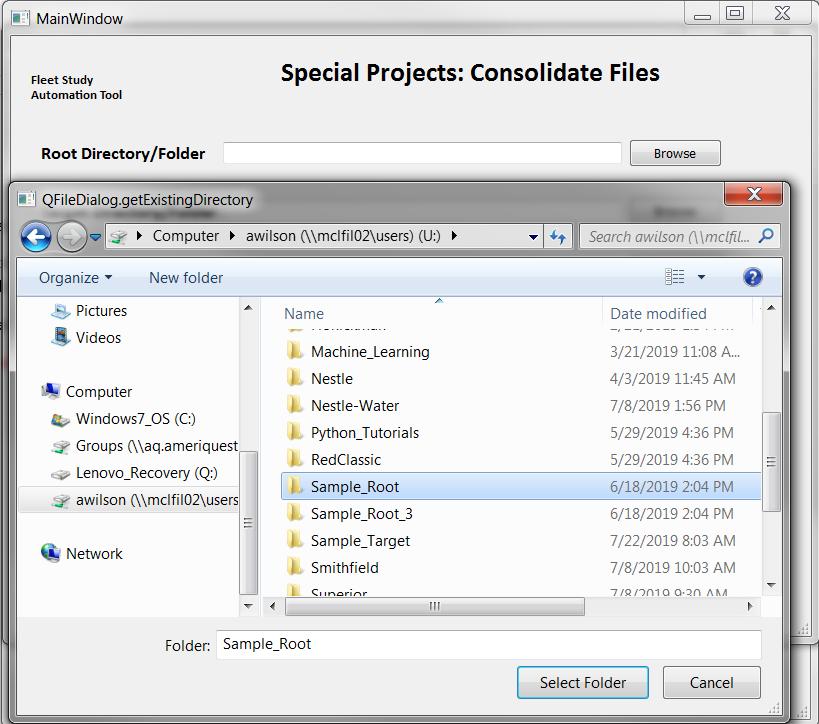 MainWindow
Special Projects: Consolidate Files
Fleet Study
Automation Tool
Root Directory/Folder
Browse
QFileDialog.getExistingDirectory
Computer
awilson (\\mclfil02\users) (U:)
Search awilson (\\mclfil...
Organize
New folder
Name
Date modified
Pictures
Videos
Computer
Windows7_OS (C:)
Groups (\\aq.ameriquest
Lenovo_Recovery (Q:)
awilson (\\mclfil02\users
Network
Machine_Learning 3/21/2019 11:08 A...
Nestle 4/3/2019 11:45 AM
Nestle-Water 7/8/2019 1:56 PM
Python_Tutorials 5/29/2019 4:36 PM
RedClassic 5/29/2019 4:36 PM
Sample_Root 6/18/2019 2:04 PM
Sample_Root_3 6/18/2019 2:04 PM
Sample_Target 7/22/2019 8:03 AM
Smithfield 7/8/2019 10:03 AM
Superior 7/8/2019 9:30 AM
Folder: Sample_Root
Select Folder
Cancel